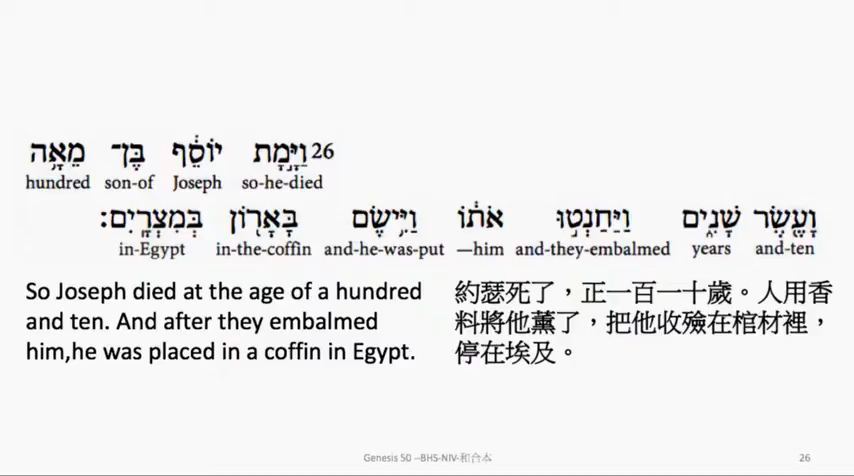 26 וַיָּ֣מָת יוֹסֵ֔ף בֶּן־ מֵאָ֥ה
hundred son-of Joseph so-he-died
וָעֶ֖שֶׂר שָׁנִ֑ים וַיַּחַנְט֣וּ אֹת֔וֹ וַיִּ֥ישֶׂם בָּאָר֖וֹן בְּמִצְרָֽיִם׃
in-Egypt in-the-coffin and-he-was-put —him and-they-embalmed years and-ten
So Joseph died at the age of a hundred
and ten. And after they embalmed
him,he was placed in a coffin in Egypt.
約瑟死了，正一百一十歲。人用香
料將他薰了，把他收殮在棺材裡，
停在埃及。
Genesis 50 --BHS-NIV-和合本
26